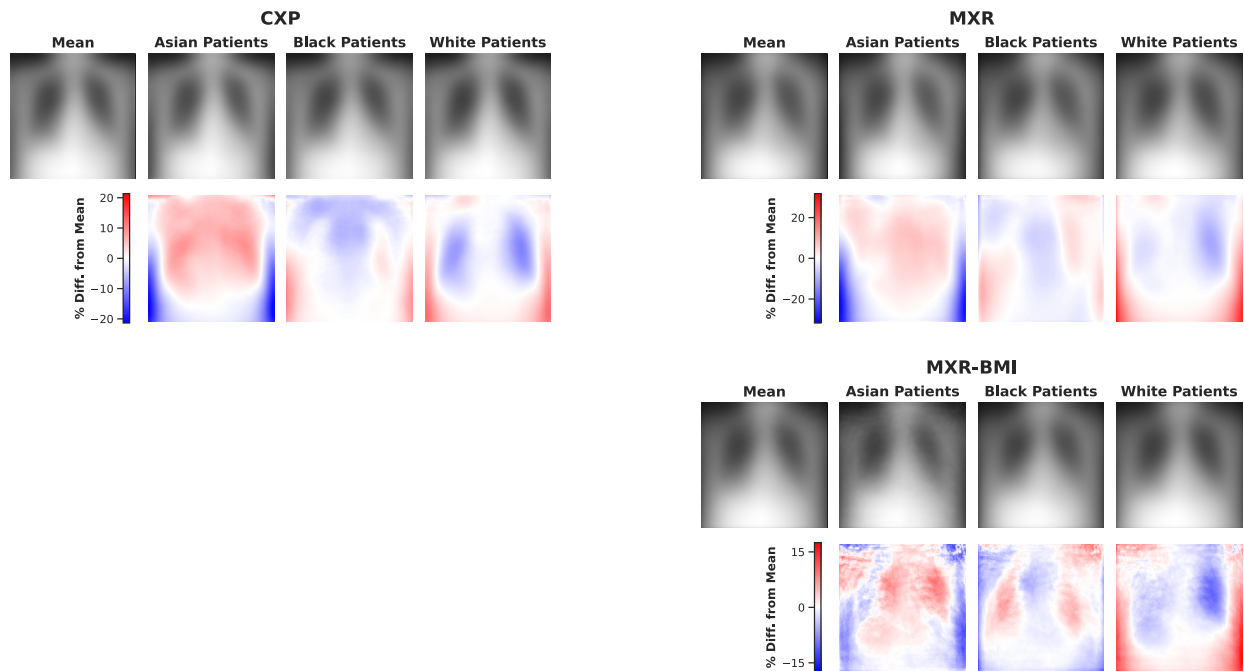 CXP
Mean Asian Patients Black Patients White Patients
% Diff. from Mean
20
10
0
−10
−20
MXR
Mean Asian Patients Black Patients White Patients
% Diff. from Mean
20
0
−20
MXR-BMI
Mean Asian Patients Black Patients White Patients
% Diff. from Mean
15
0
−15